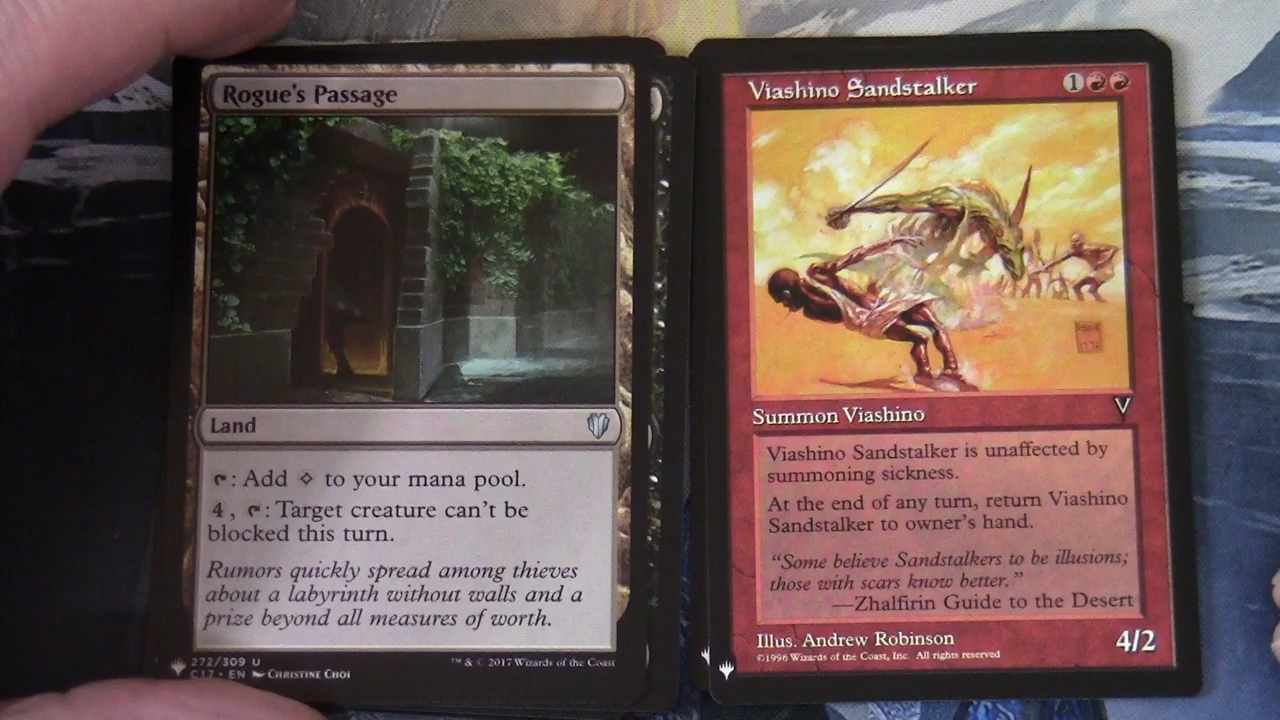 Rogue's Passage
Land
: Add to your mana pool.
4, : Target creature can't be
blocked this turn.
Rumors quickly spread among thieves
about a labyrinth without walls and a
prize beyond all measures of worth.
272/309 U
C17 • EN Christine Choi
™ & © 2017 Wizards of the Coast
Viashino Sandstalker
1
Summon Viashino
V
Viashino Sandstalker is unaffected by
summoning sickness.
At the end of any turn, return Viashino
Sandstalker to owner's hand.
"Some believe Sandstalkers to be illusions;
those with scars know better."
—Zhalfirin Guide to the Desert
Illus. Andrew Robinson
©1996 Wizards of the Coast, Inc. All rights reserved
4/2